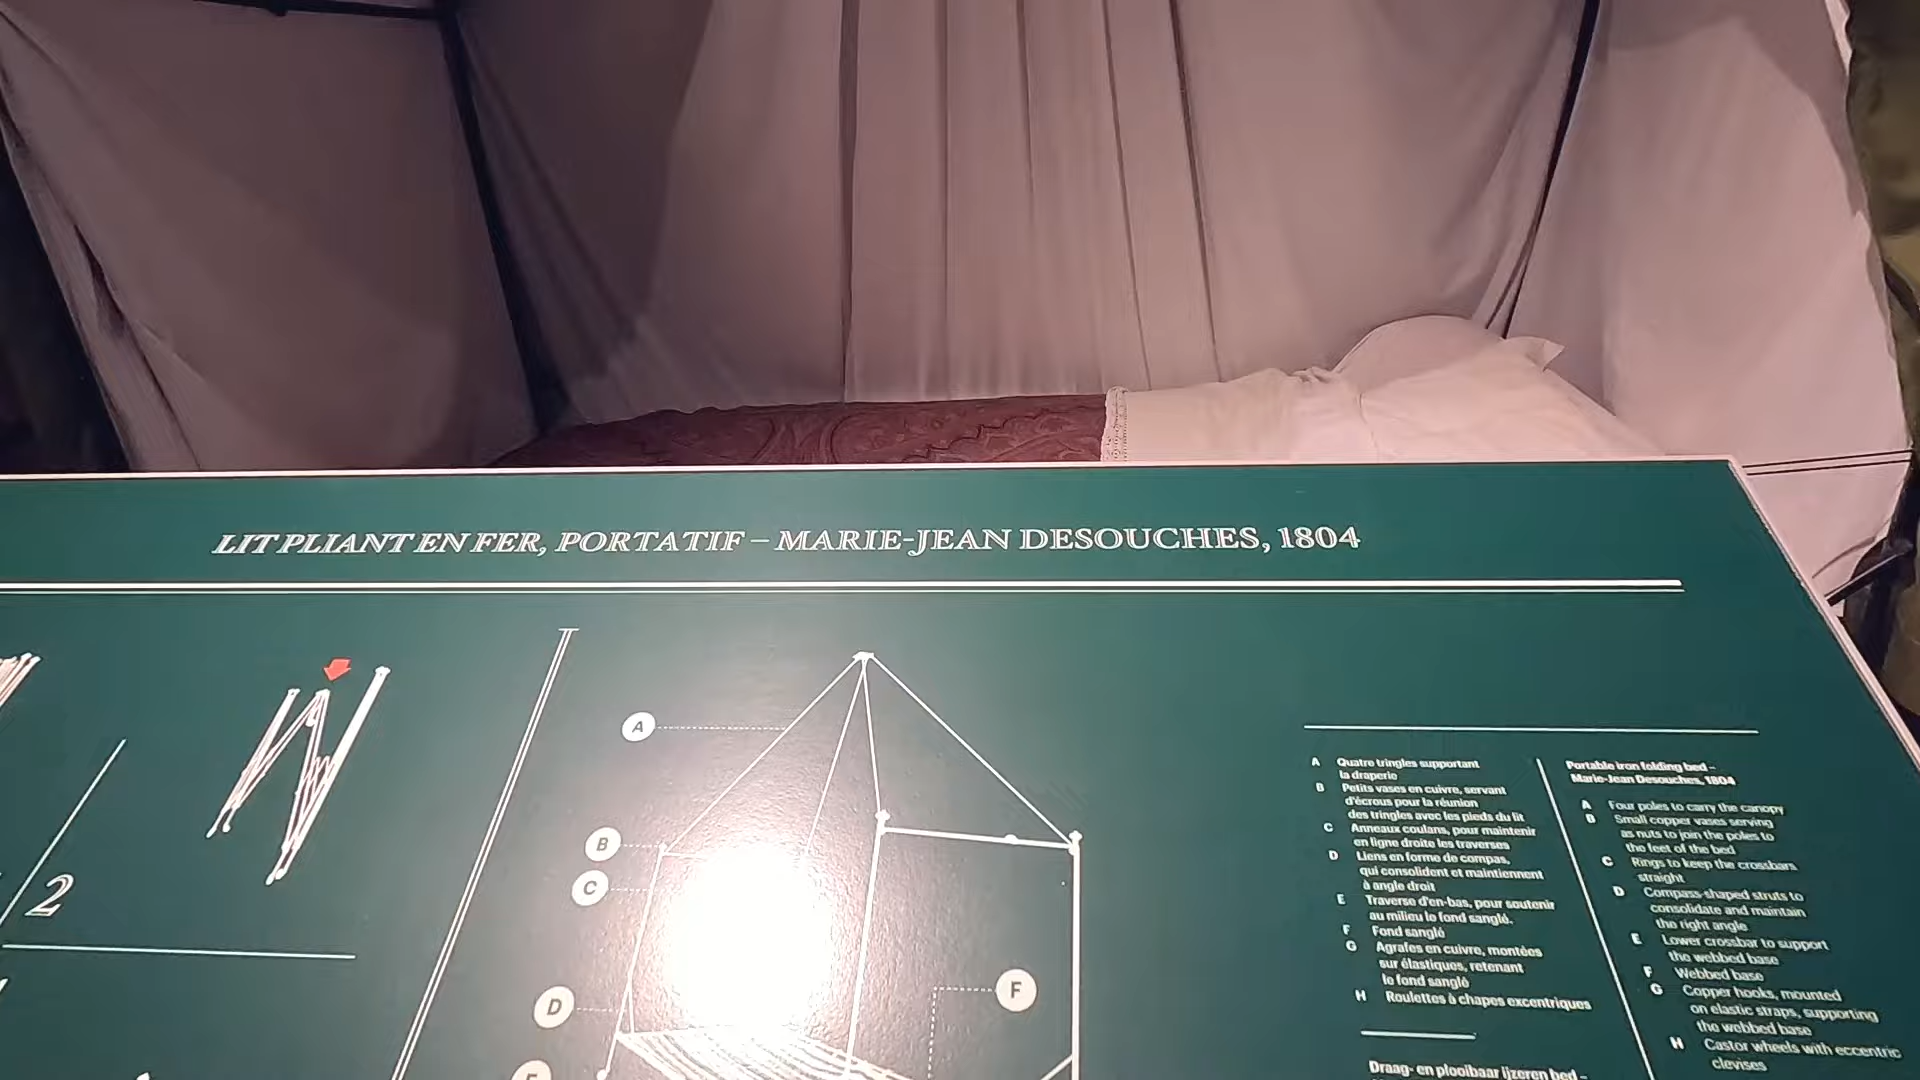 LIT PLIANT EN FER, PORTATIF – MARIE-JEAN DESOUCHES, 1804
2
A
B
C
D
E
F
A Quatre tringles supportant
la draperie
B Petits vases en cuivre, servant
d'écrous pour la réunion
des tringles avec les pieds du lit
C Anneaux coulans, pour maintenir
en ligne droite les traverses
D Liens en forme de compas,
qui consolident et maintiennent
à angle droit
E Traverse d'en-bas, pour soutenir
au milieu le fond sanglé.
F Fond sanglé
G Agrafes en cuivre, montées
sur élastiques, retenant
le fond sanglé
H Roulettes à chapes excentriques
Portable iron folding bed –
Marie-Jean Desouches, 1804
A Four poles to carry the canopy
B Small copper vases serving
as nuts to join the poles to
the feet of the bed
C Rings to keep the crossbars
straight
D Compass-shaped struts to
consolidate and maintain
the right angle
E Lower crossbar to support
the webbed base
F Webbed base
G Copper hooks, mounted
on elastic straps, supporting
the webbed base
H Castor wheels with eccentric
clevises
Draag- en plooibaar ijzeren bed –